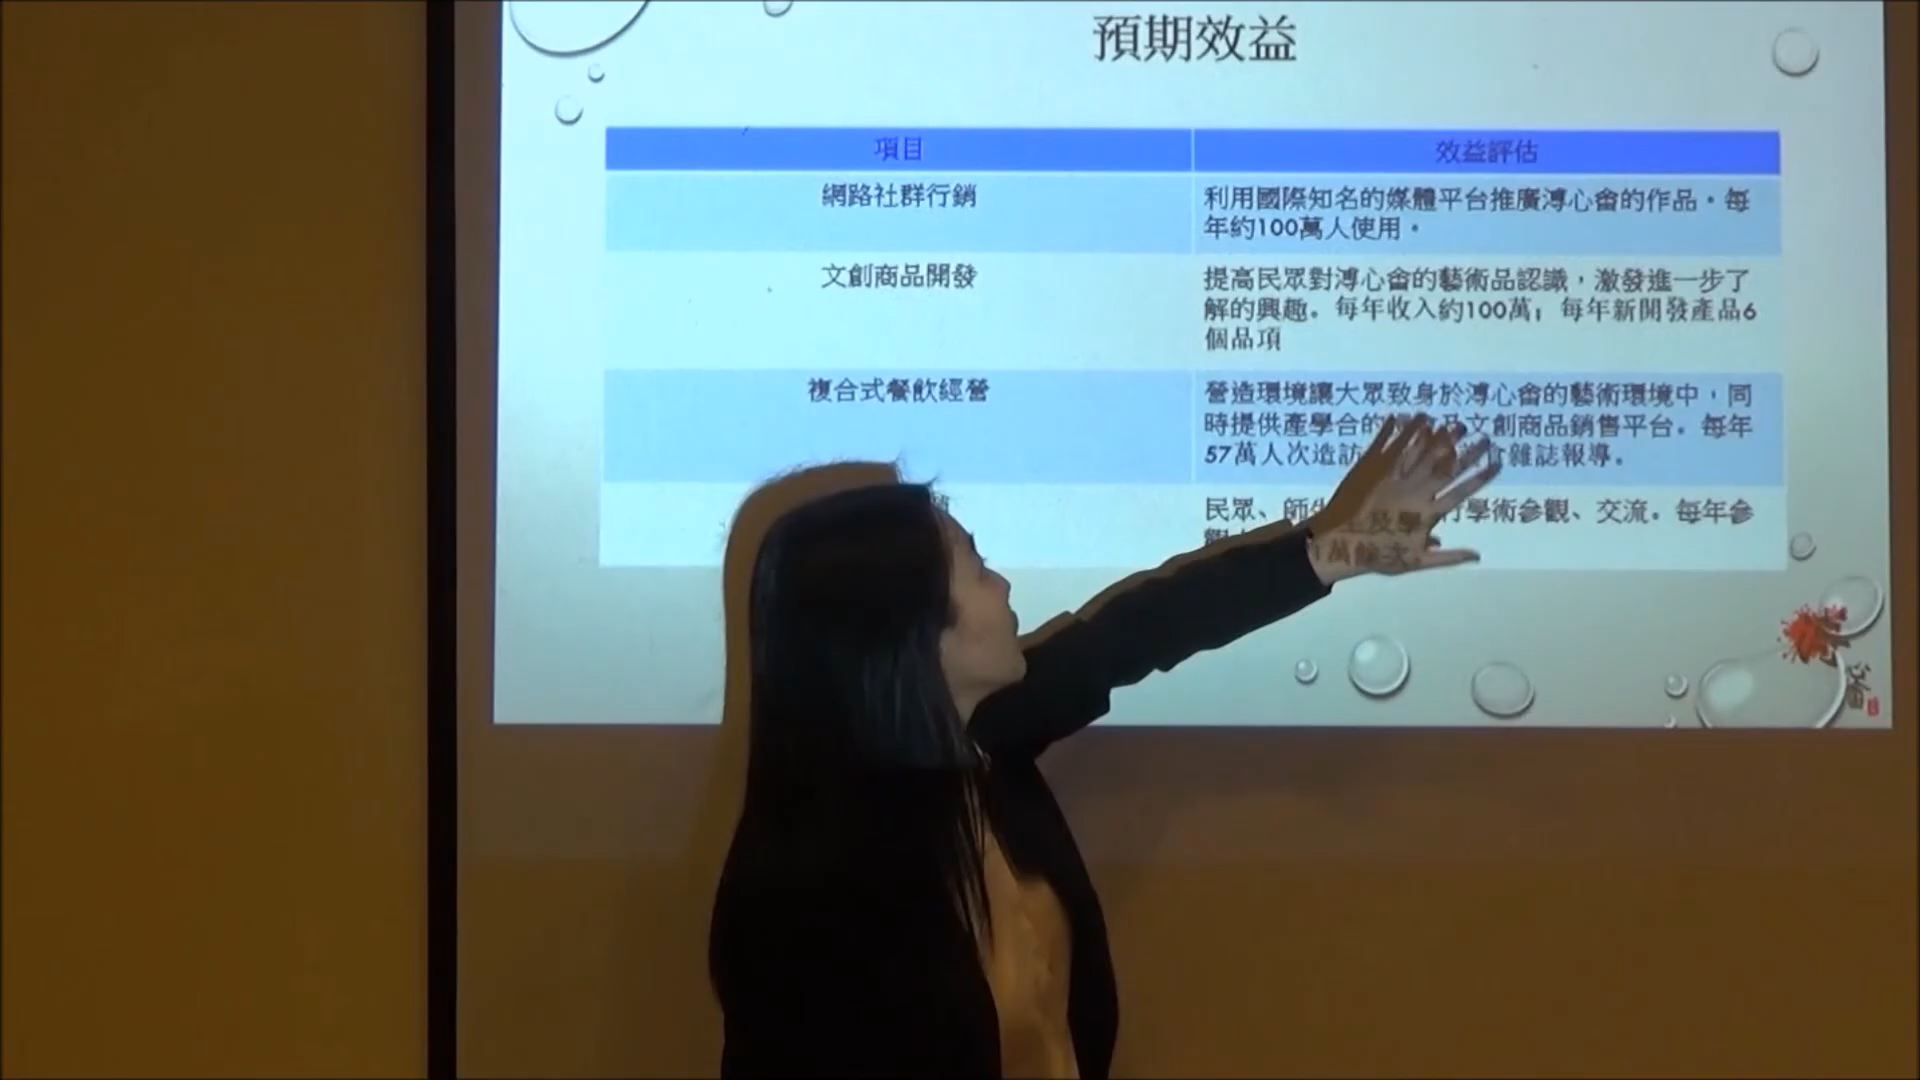 預期效益
項目
效益評估
網路社群行銷
利用國際知名的媒體平台推廣溥心畬的作品。每
年約100萬人使用。
文創商品開發
提高民眾對溥心畬的藝術品認識，激發進一步了
解的興趣。每年收入約100萬；每年新開發產品6
個品項
複合式餐飲經營
營造環境讓大眾致身於溥心畬的藝術環境中，同
時提供產學合的 及文創商品銷售平台。每年
57萬人次造訪 食雜誌報導。
民眾、師生及學 行學術參觀、交流。每年參
觀 萬餘次。